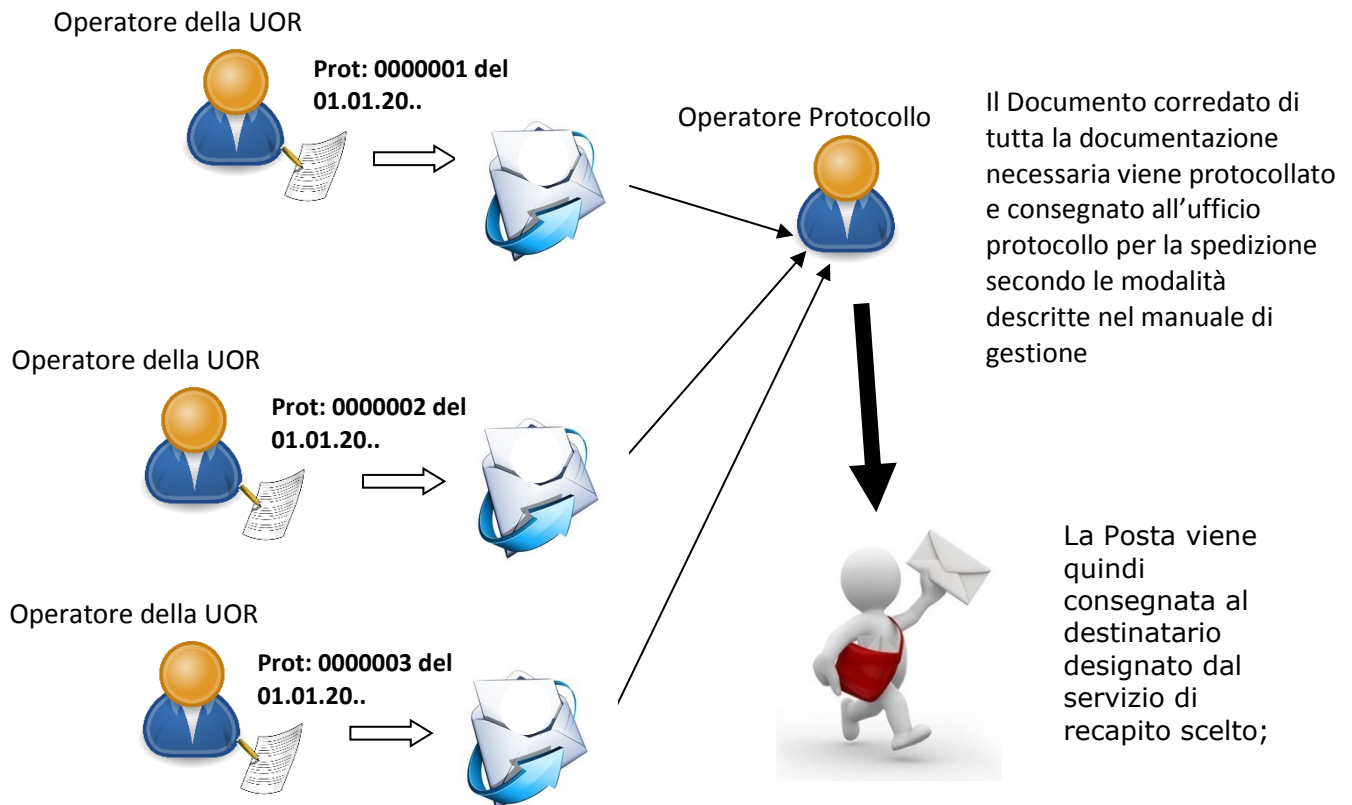 Operatore della UOR
Prot: 0000001 del
01.01.20..
Operatore Protocollo
Il Documento corredato di
tutta la documentazione
necessaria viene protocollato
e consegnato all’ufficio
protocollo per la spedizione
secondo le modalità
descritte nel manuale di
gestione
Operatore della UOR
Prot: 0000002 del
01.01.20..
La Posta viene
quindi
consegnata al
destinatario
designato dal
servizio di
recapito scelto;
Operatore della UOR
Prot: 0000003 del
01.01.20..